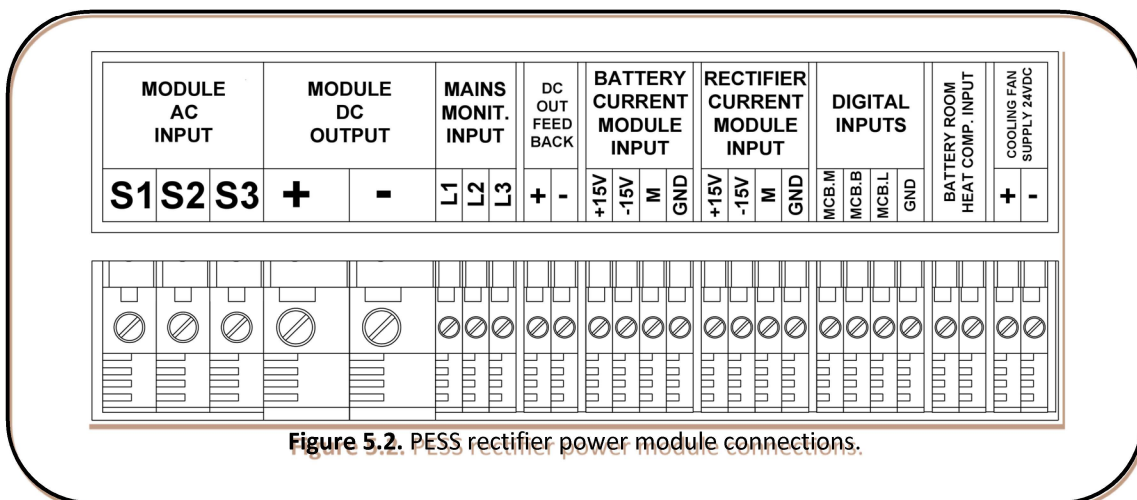 MODULE
AC
INPUT
MODULE
DC
OUTPUT
MAINS
MONIT.
INPUT
DC
OUT
FEED
BACK
BATTERY
CURRENT
MODULE
INPUT
RECTIFIER
CURRENT
MODULE
INPUT
DIGITAL
INPUTS
BATTERY ROOM
HEAT COMP. INPUT
COOLING FAN
SUPPLY 24VDC
S1 S2 S3 + - L1 L2 L3 + - +15V -15V M GND +15V -15V M GND MCB.M MCB.B MCB.L GND + -
Figure 5.2. PESS rectifier power module connections.